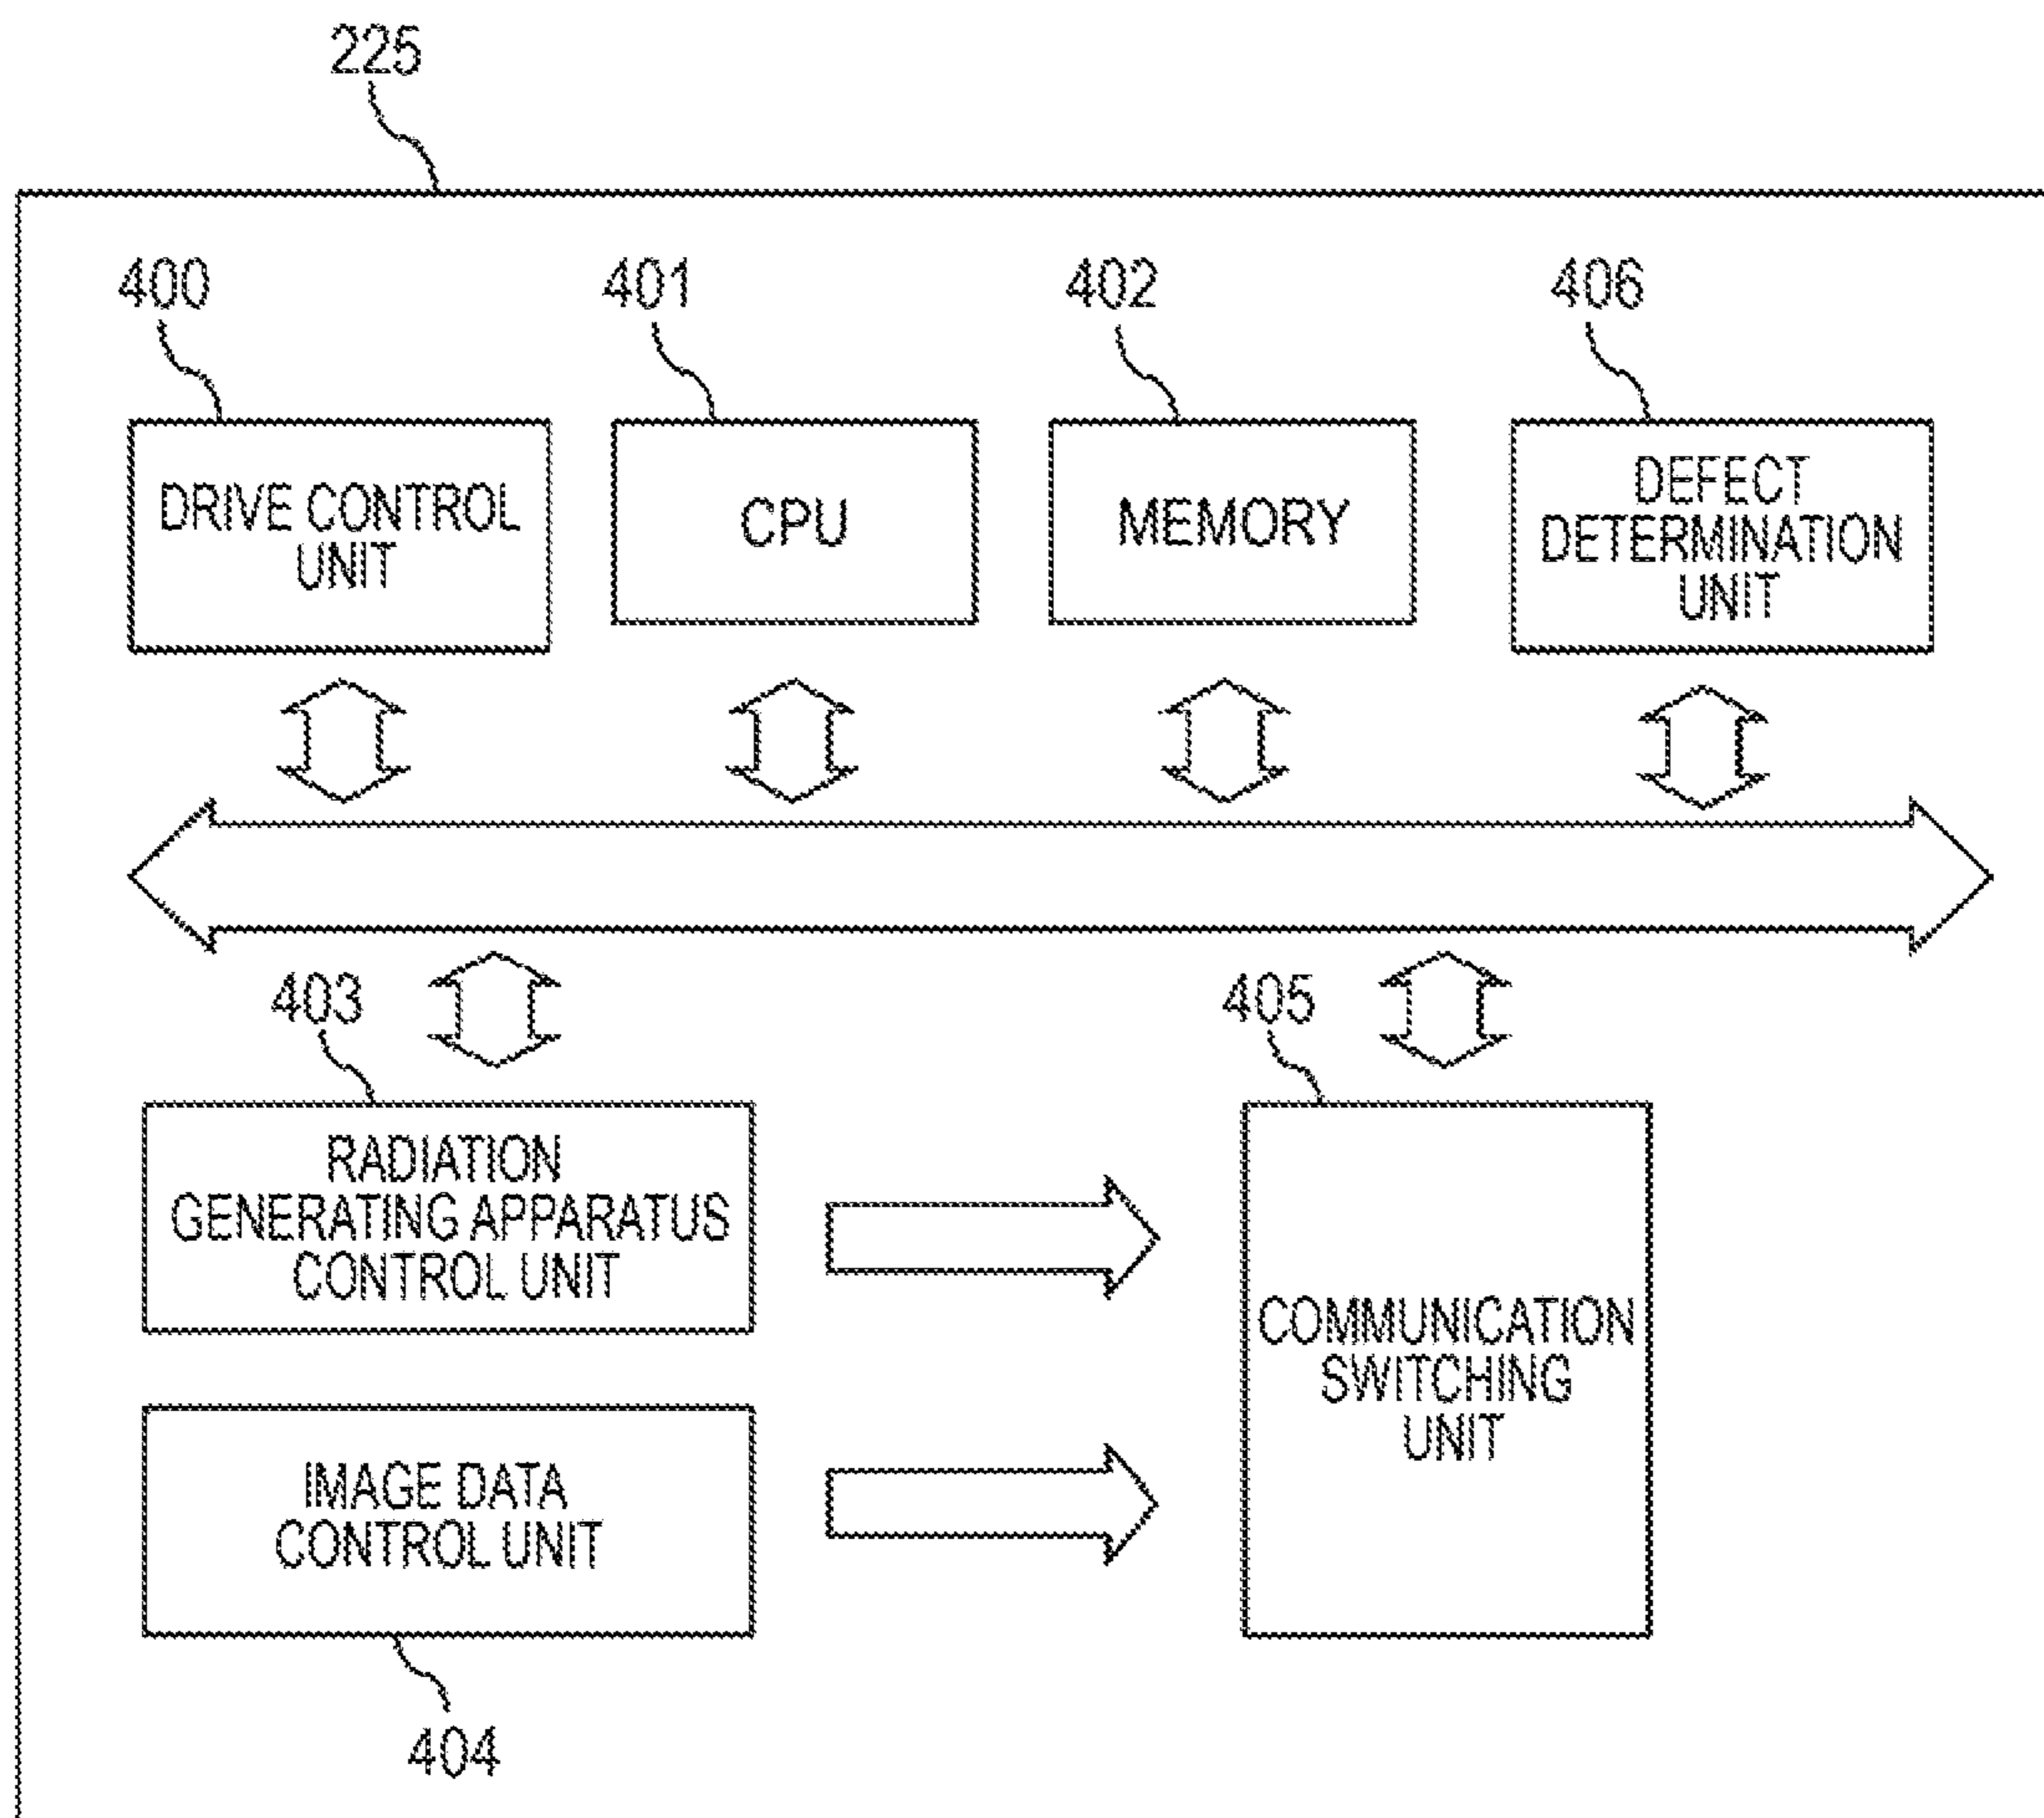 225
400
401
402
406
DRIVE CONTROL
UNIT
CPU
MEMORY
DEFECT
DETERMINATION
UNIT
403
405
RADIATION
GENERATING APPARATUS
CONTROL UNIT
COMMUNICATION
SWITCHING
UNIT
IMAGE DATA
CONTROL UNIT
404